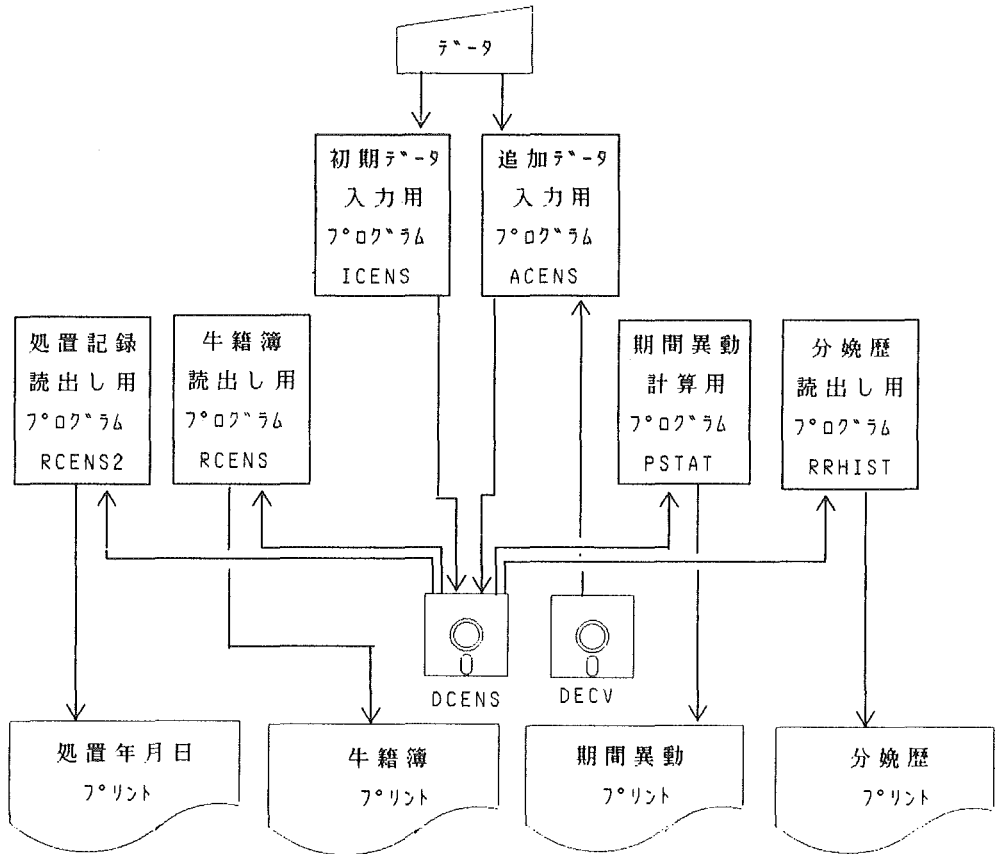 データ
初期データ
入力用
プログラム
ICENS
追加データ
入力用
プログラム
ACENS
処置記録
読出し用
プログラム
RCENS2
牛籍簿
読出し用
プログラム
RCENS
期間異動
計算用
プログラム
PSTAT
分娩歴
読出し用
プログラム
RRHIST
DCENS
DECV
処置年月日
プリント
牛籍簿
プリント
期間異動
プリント
分娩歴
プリント